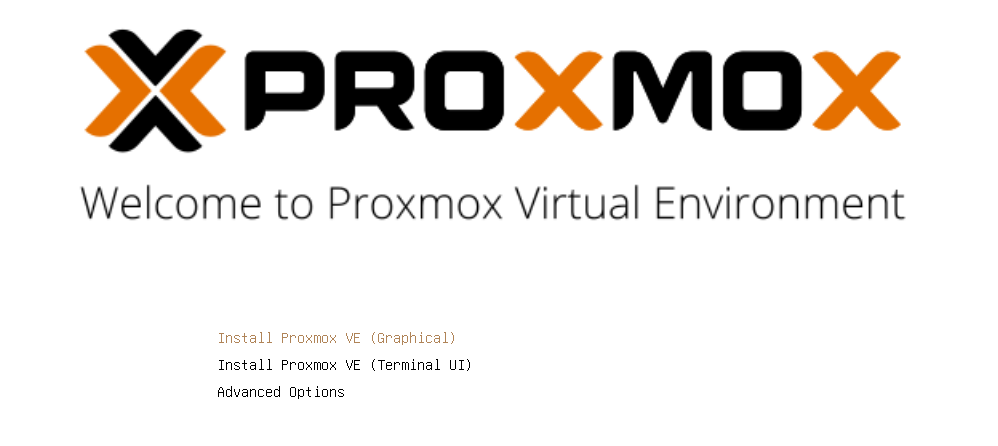 PROXMOX
Welcome to Proxmox Virtual Environment
Install Proxmox VE (Graphical)
Install Proxmox VE (Terminal UI)
Advanced Options